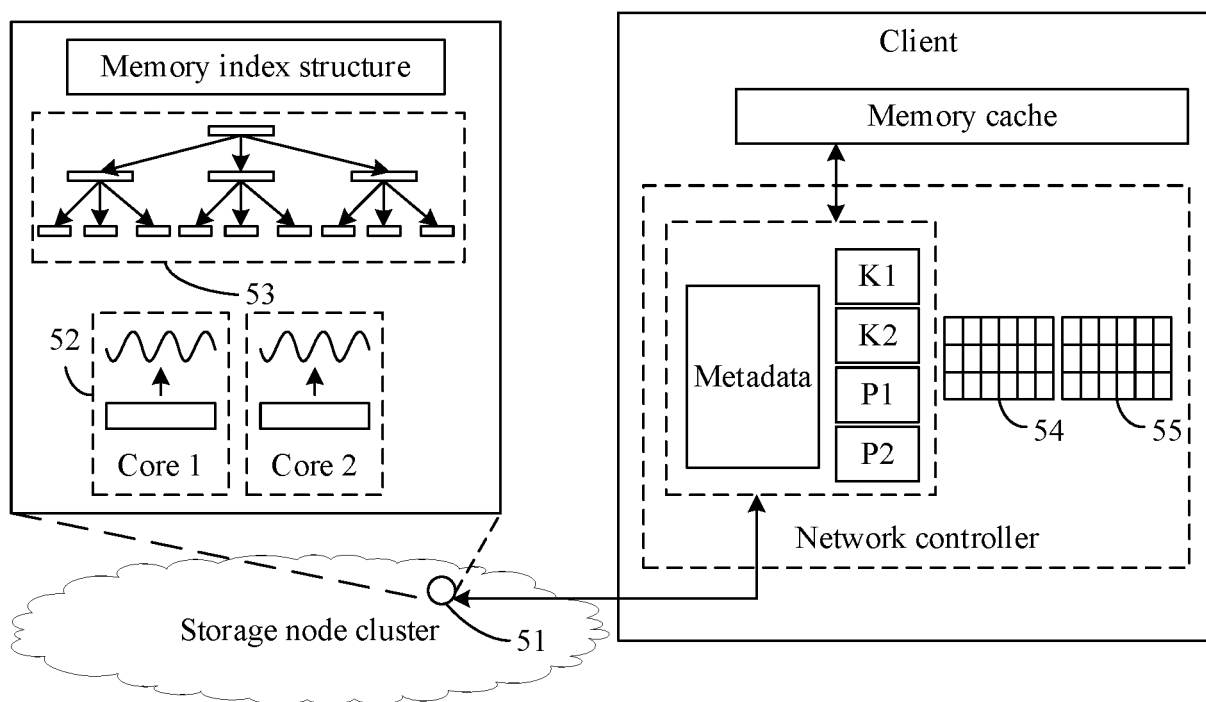 Memory index structure
53
52
Core 1
Core 2
Storage node cluster
51
Client
Memory cache
Metadata
K1
K2
P1
P2
54
55
Network controller